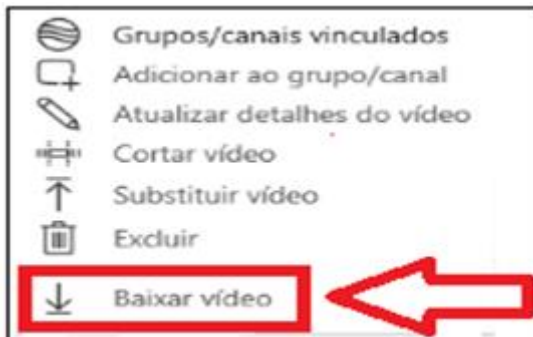 Grupos/canais vinculados
Adicionar ao grupo/canal
Atualizar detalhes do vídeo
Cortar vídeo
Substituir vídeo
Excluir
Baixar vídeo